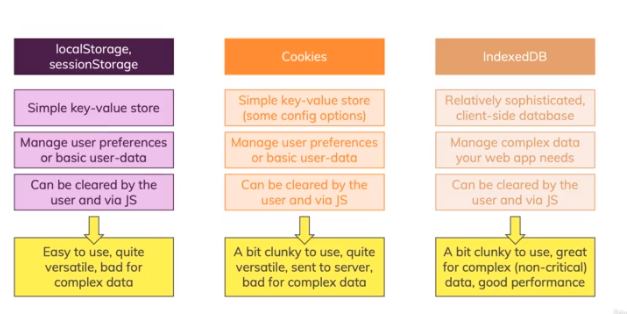 localStorage,
sessionStorage
Simple key-value store
Manage user preferences
or basic user-data
Can be cleared by the
user and via JS
Easy to use, quite
versatile, bad for
complex data
Cookies
Simple key-value store
(some config options)
Manage user preferences
or basic user-data
Can be cleared by the
user and via JS
A bit clunky to use, quite
versatile, sent to server,
bad for complex data
IndexedDB
Relatively sophisticated,
client-side database
Manage complex data
your web app needs
Can be cleared by the
user and via JS
A bit clunky to use, great
for complex (non-critical)
data, good performance